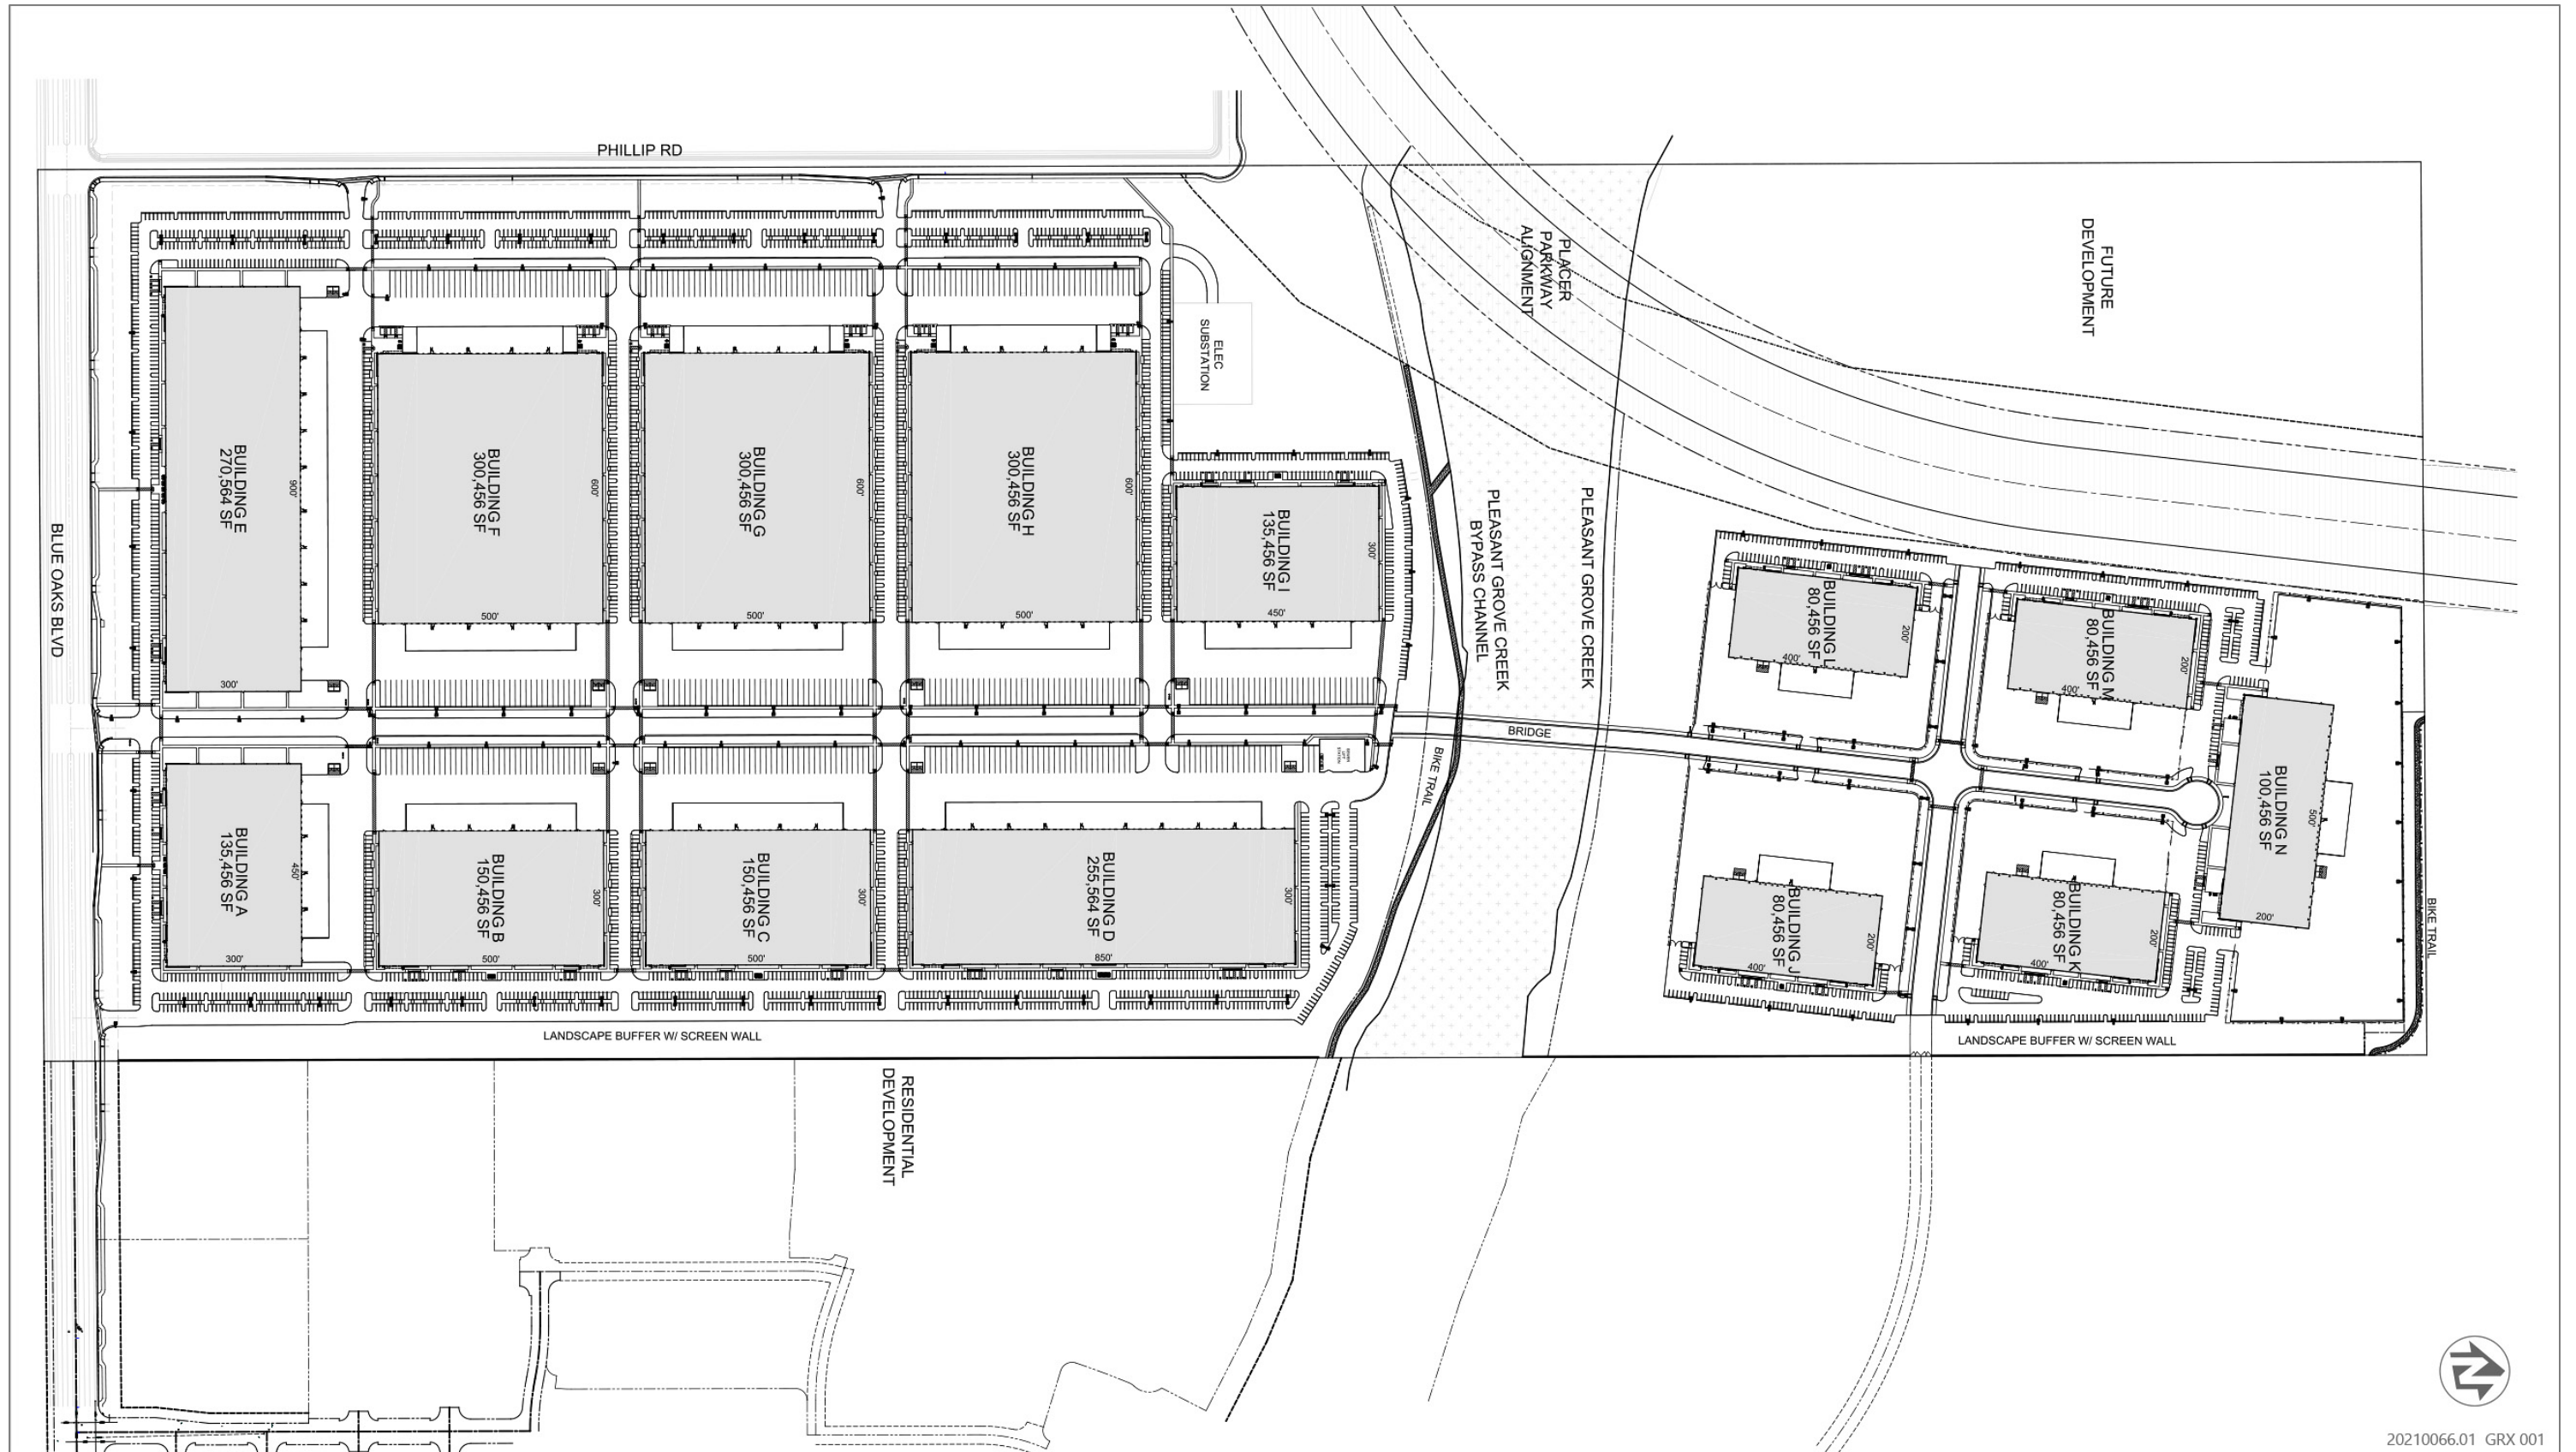 PHILLIP RD
BLUE OAKS BLVD
BUILDING E
270,564 SF
900'
300'
BUILDING F
300,456 SF
600'
500'
BUILDING G
300,456 SF
600'
500'
BUILDING H
300,456 SF
600'
500'
ELEC
SUBSTATION
BUILDING I
135,456 SF
300'
450'
BUILDING A
135,456 SF
450'
300'
BUILDING B
150,456 SF
300'
500'
BUILDING C
150,456 SF
300'
500'
BUILDING D
255,564 SF
300'
850'
LANDSCAPE BUFFER W/ SCREEN WALL
RESIDENTIAL
DEVELOPMENT
BIKE TRAIL
PLEASANT GROVE CREEK
BYPASS CHANNEL
PLEASANT GROVE CREEK
BRIDGE
PLACER
PARKWAY
ALIGNMENT
FUTURE
DEVELOPMENT
BUILDING L
80,456 SF
200'
400'
BUILDING M
80,456 SF
200'
400'
BUILDING N
100,456 SF
500'
200'
BUILDING J
80,456 SF
200'
400'
BUILDING K
80,456 SF
200'
400'
BIKE TRAIL
LANDSCAPE BUFFER W/ SCREEN WALL
20210066.01 GRX 001